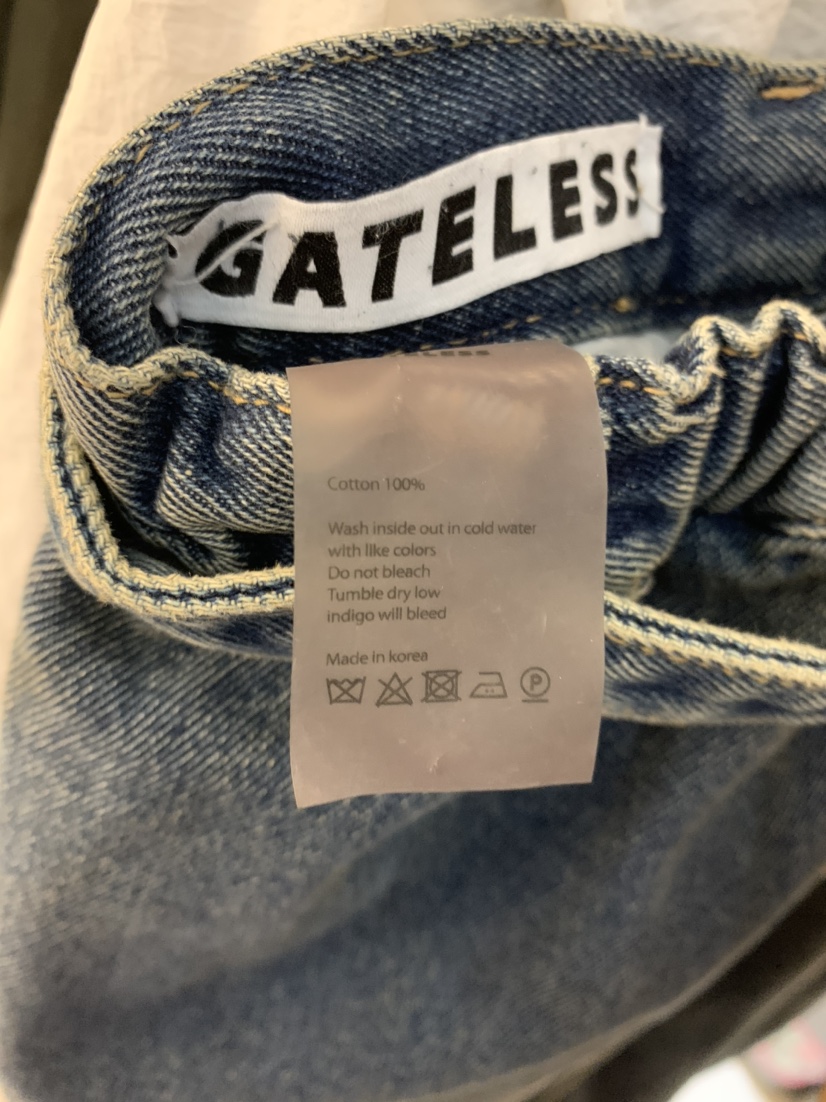 GATELESS
Cotton 100%
Wash inside out in cold water
with like colors
Do not bleach
Tumble dry low
indigo will bleed
Made in korea
P